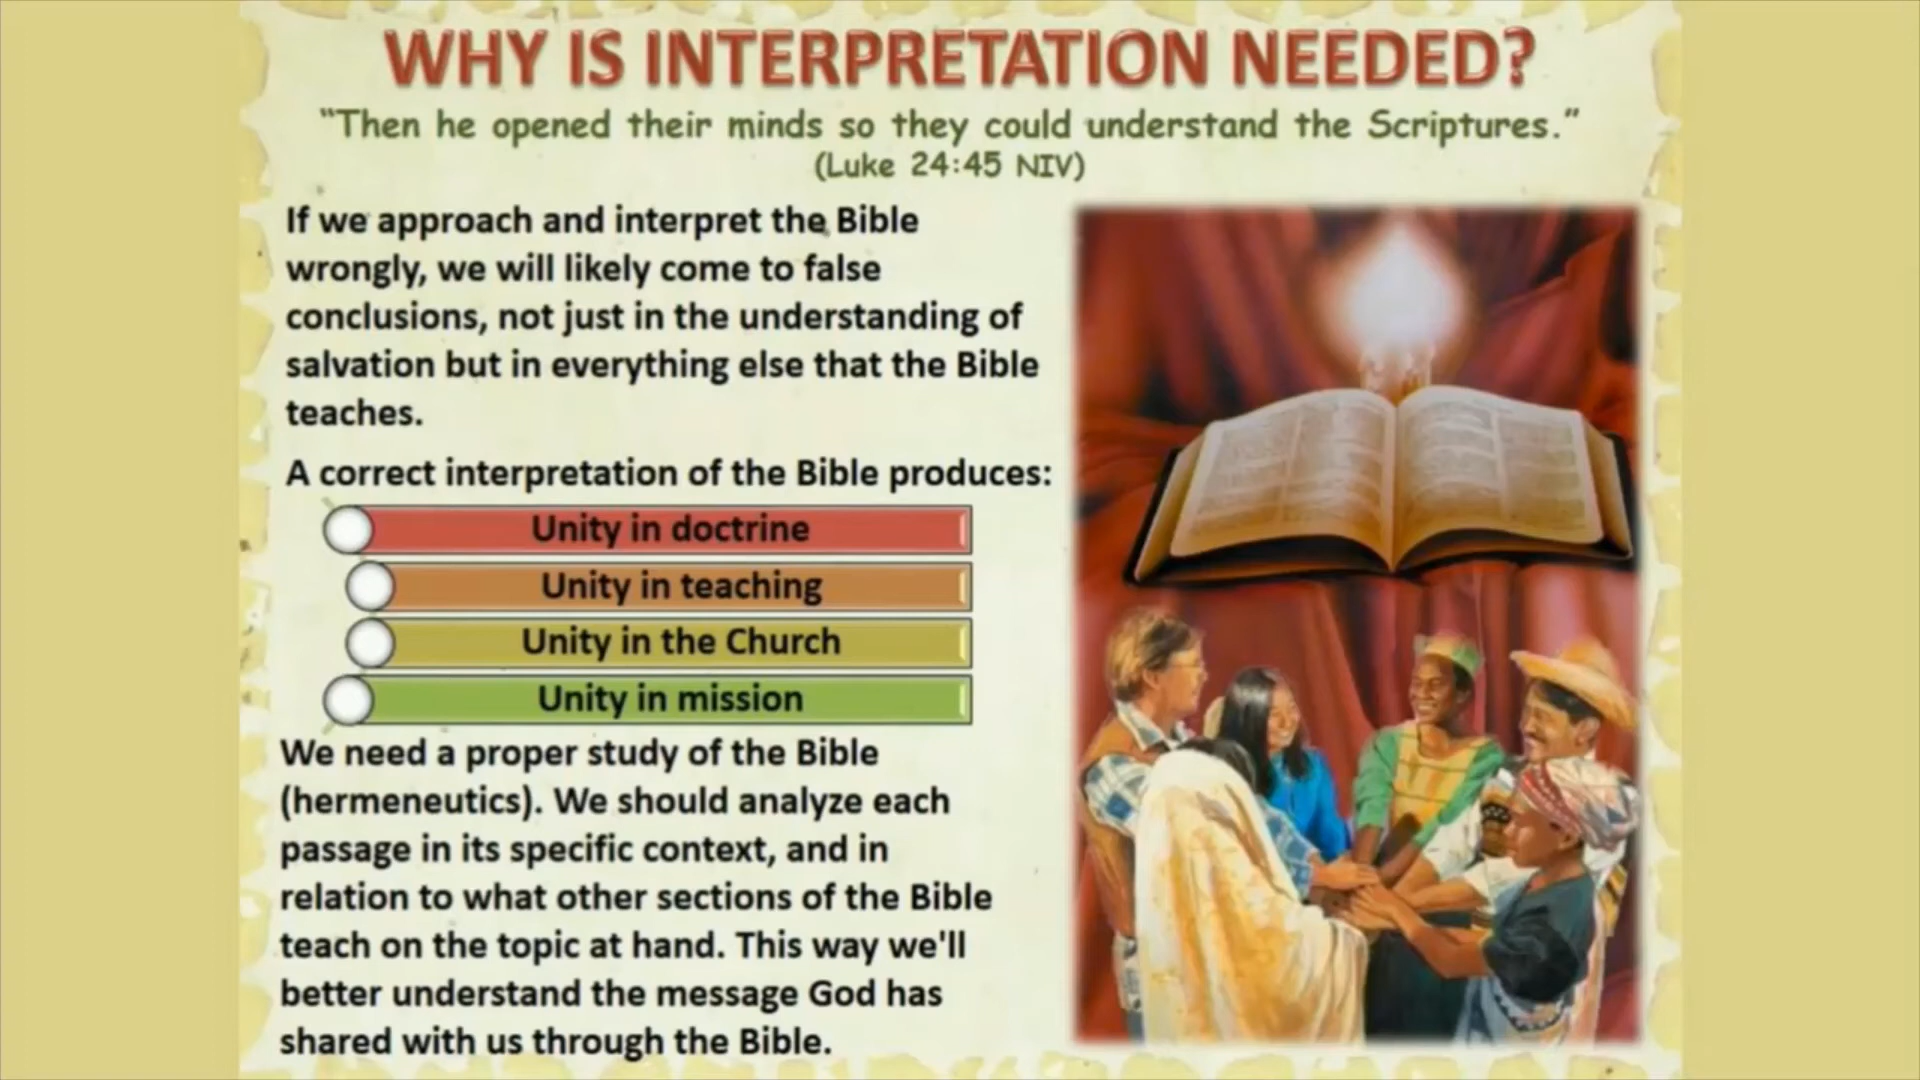 WHY IS INTERPRETATION NEEDED?
“Then he opened their minds so they could understand the Scriptures.”
(Luke 24:45 NIV)
If we approach and interpret the Bible
wrongly, we will likely come to false
conclusions, not just in the understanding of
salvation but in everything else that the Bible
teaches.
A correct interpretation of the Bible produces:
Unity in doctrine
Unity in teaching
Unity in the Church
Unity in mission
We need a proper study of the Bible
(hermeneutics). We should analyze each
passage in its specific context, and in
relation to what other sections of the Bible
teach on the topic at hand. This way we'll
better understand the message God has
shared with us through the Bible.